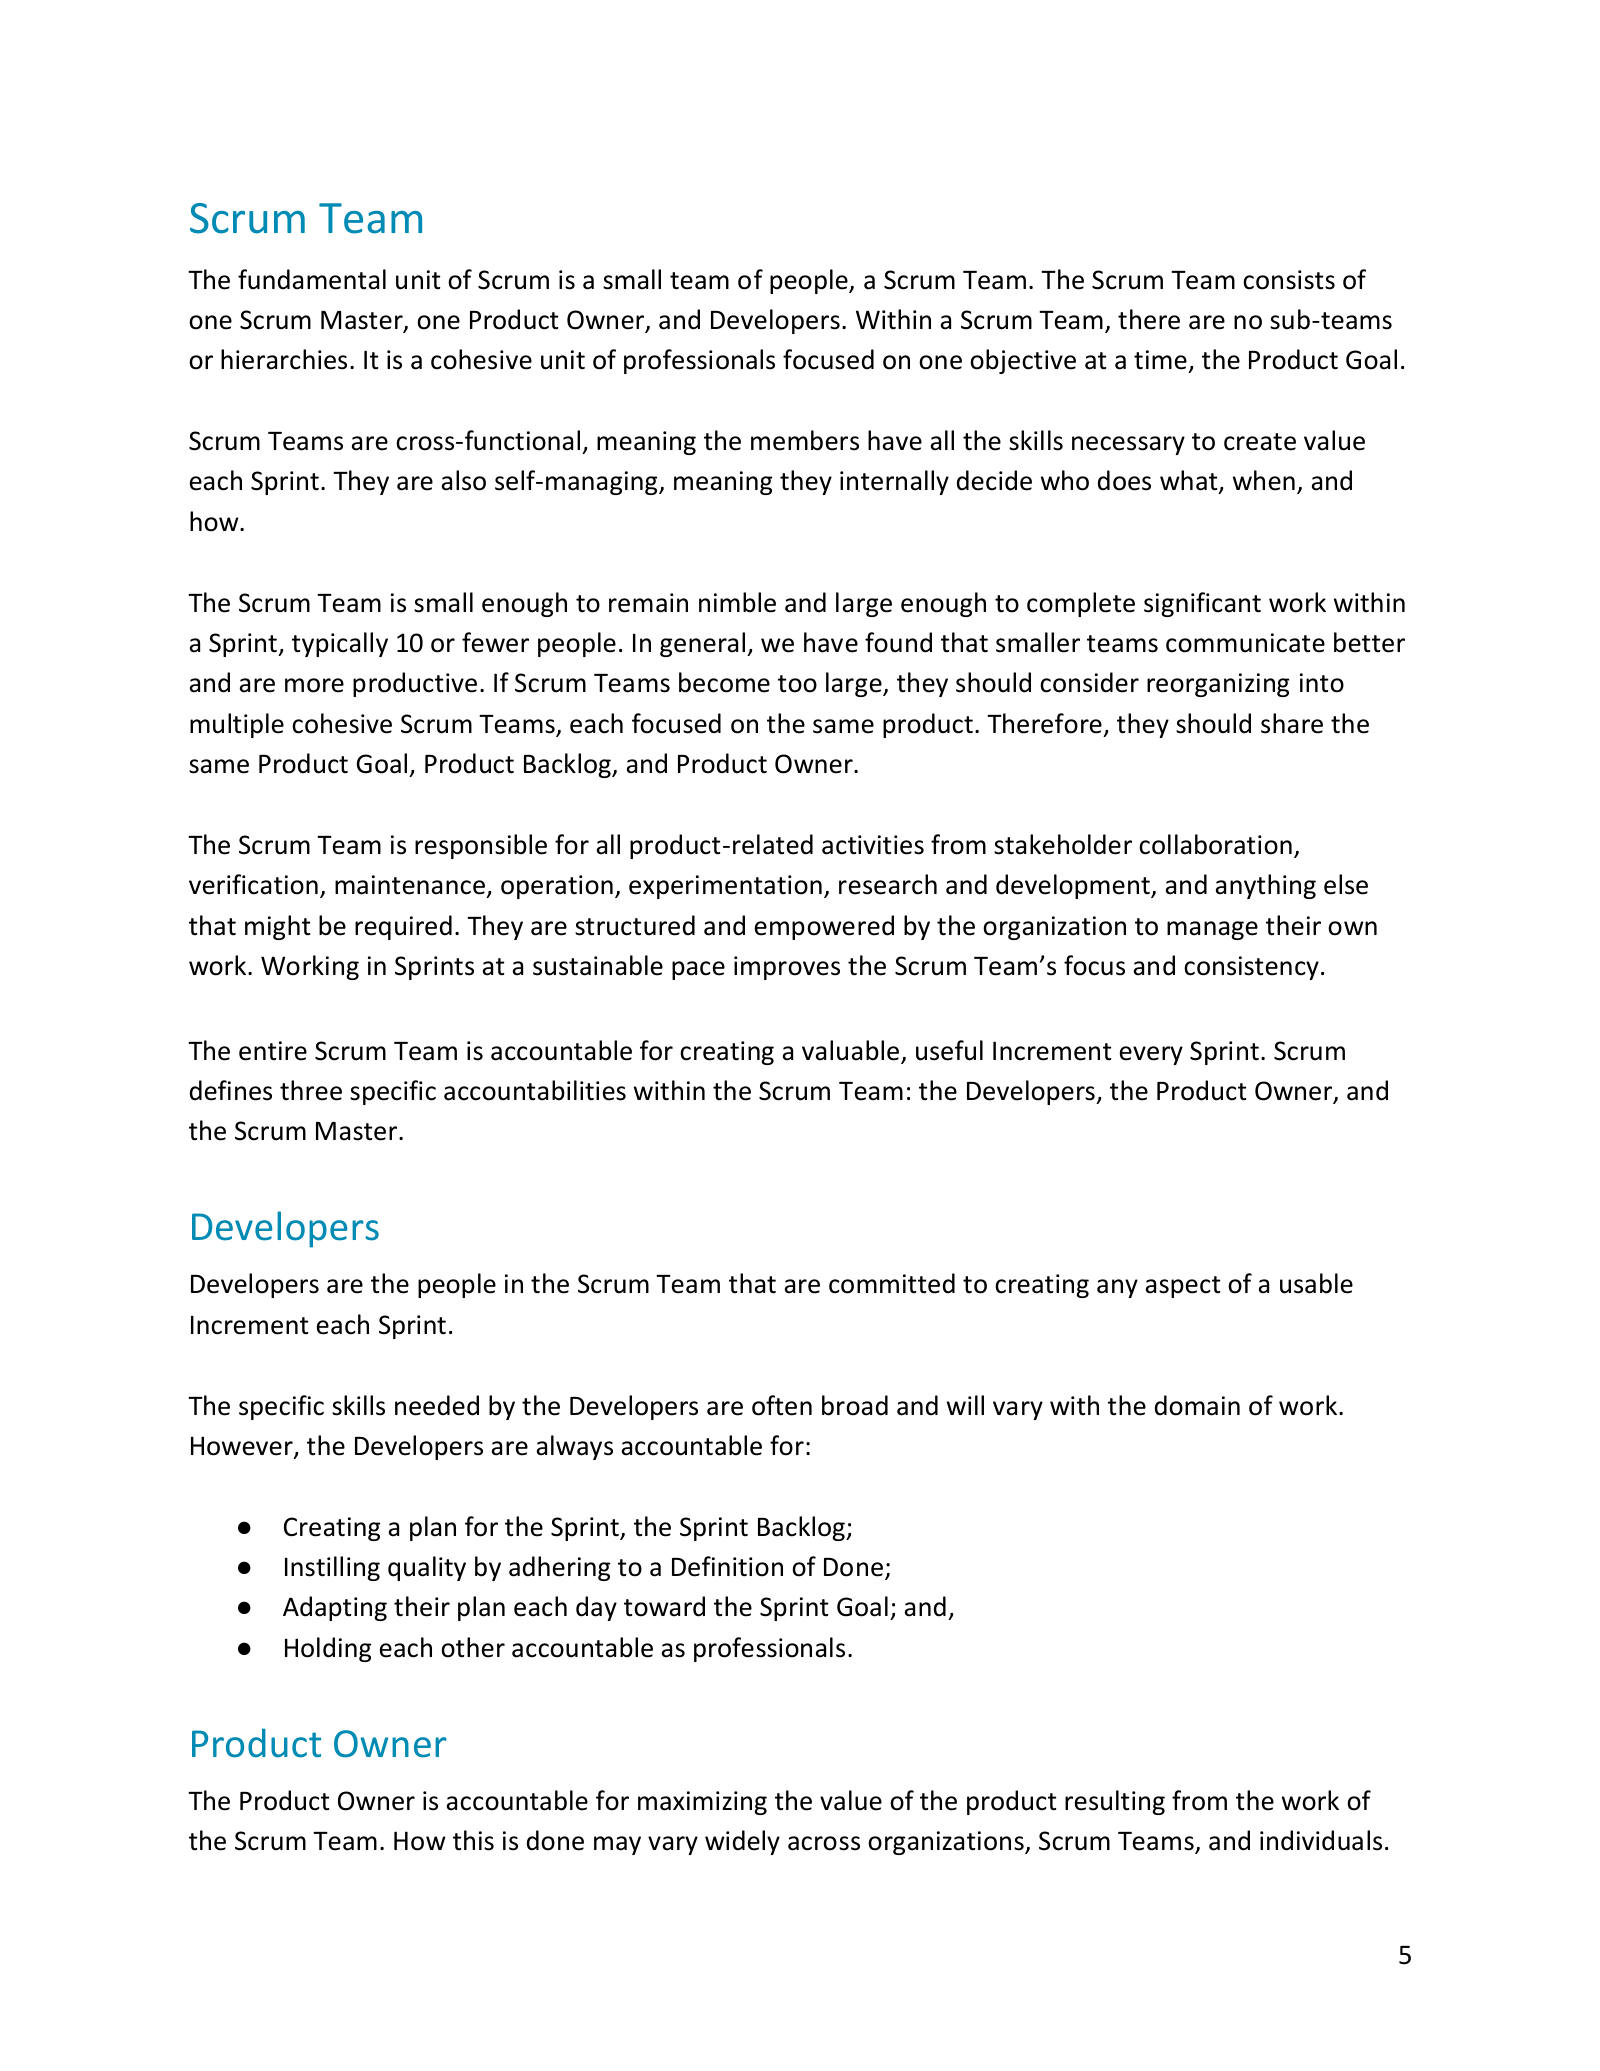 Scrum Team
The fundamental unit of Scrum is a small team of people, a Scrum Team. The Scrum Team consists of
one Scrum Master, one Product Owner, and Developers. Within a Scrum Team, there are no sub-teams
or hierarchies. It is a cohesive unit of professionals focused on one objective at a time, the Product Goal.
Scrum Teams are cross-functional, meaning the members have all the skills necessary to create value
each Sprint. They are also self-managing, meaning they internally decide who does what, when, and
how.
The Scrum Team is small enough to remain nimble and large enough to complete significant work within
a Sprint, typically 10 or fewer people. In general, we have found that smaller teams communicate better
and are more productive. If Scrum Teams become too large, they should consider reorganizing into
multiple cohesive Scrum Teams, each focused on the same product. Therefore, they should share the
same Product Goal, Product Backlog, and Product Owner.
The Scrum Team is responsible for all product-related activities from stakeholder collaboration,
verification, maintenance, operation, experimentation, research and development, and anything else
that might be required. They are structured and empowered by the organization to manage their own
work. Working in Sprints at a sustainable pace improves the Scrum Team’s focus and consistency.
The entire Scrum Team is accountable for creating a valuable, useful Increment every Sprint. Scrum
defines three specific accountabilities within the Scrum Team: the Developers, the Product Owner, and
the Scrum Master.
Developers
Developers are the people in the Scrum Team that are committed to creating any aspect of a usable
Increment each Sprint.
The specific skills needed by the Developers are often broad and will vary with the domain of work.
However, the Developers are always accountable for:
● Creating a plan for the Sprint, the Sprint Backlog;
● Instilling quality by adhering to a Definition of Done;
● Adapting their plan each day toward the Sprint Goal; and,
● Holding each other accountable as professionals.
Product Owner
The Product Owner is accountable for maximizing the value of the product resulting from the work of
the Scrum Team. How this is done may vary widely across organizations, Scrum Teams, and individuals.
5